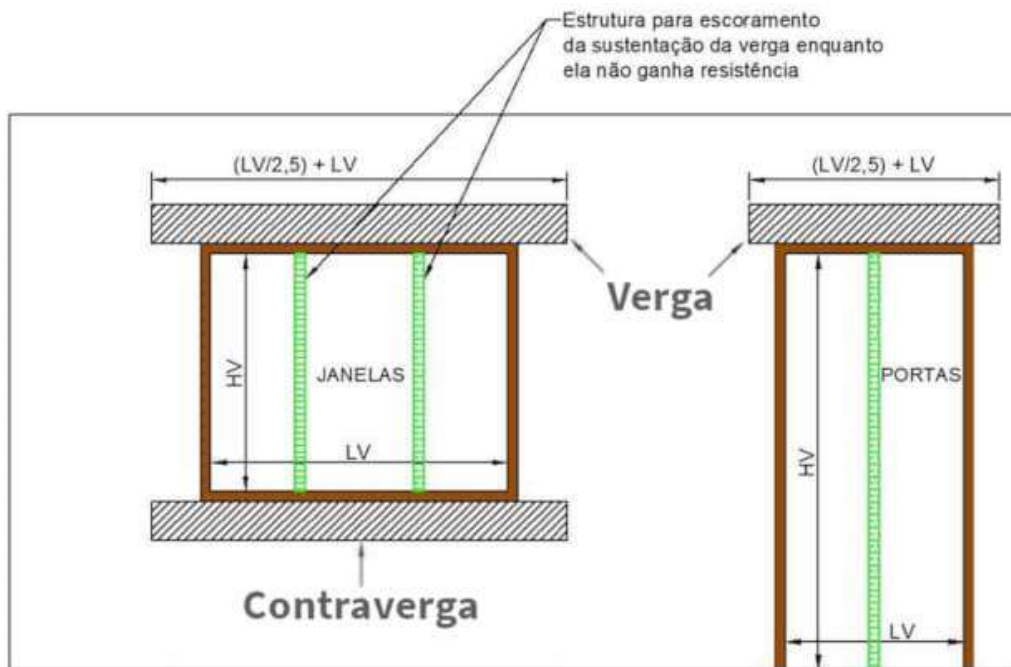 Estrutura para escoramento
da sustentação da verga enquanto
ela não ganha resistência
(LV/2,5) + LV
(LV/2,5) + LV
Verga
HV
JANELAS
LV
HV
PORTAS
LV
Contraverga